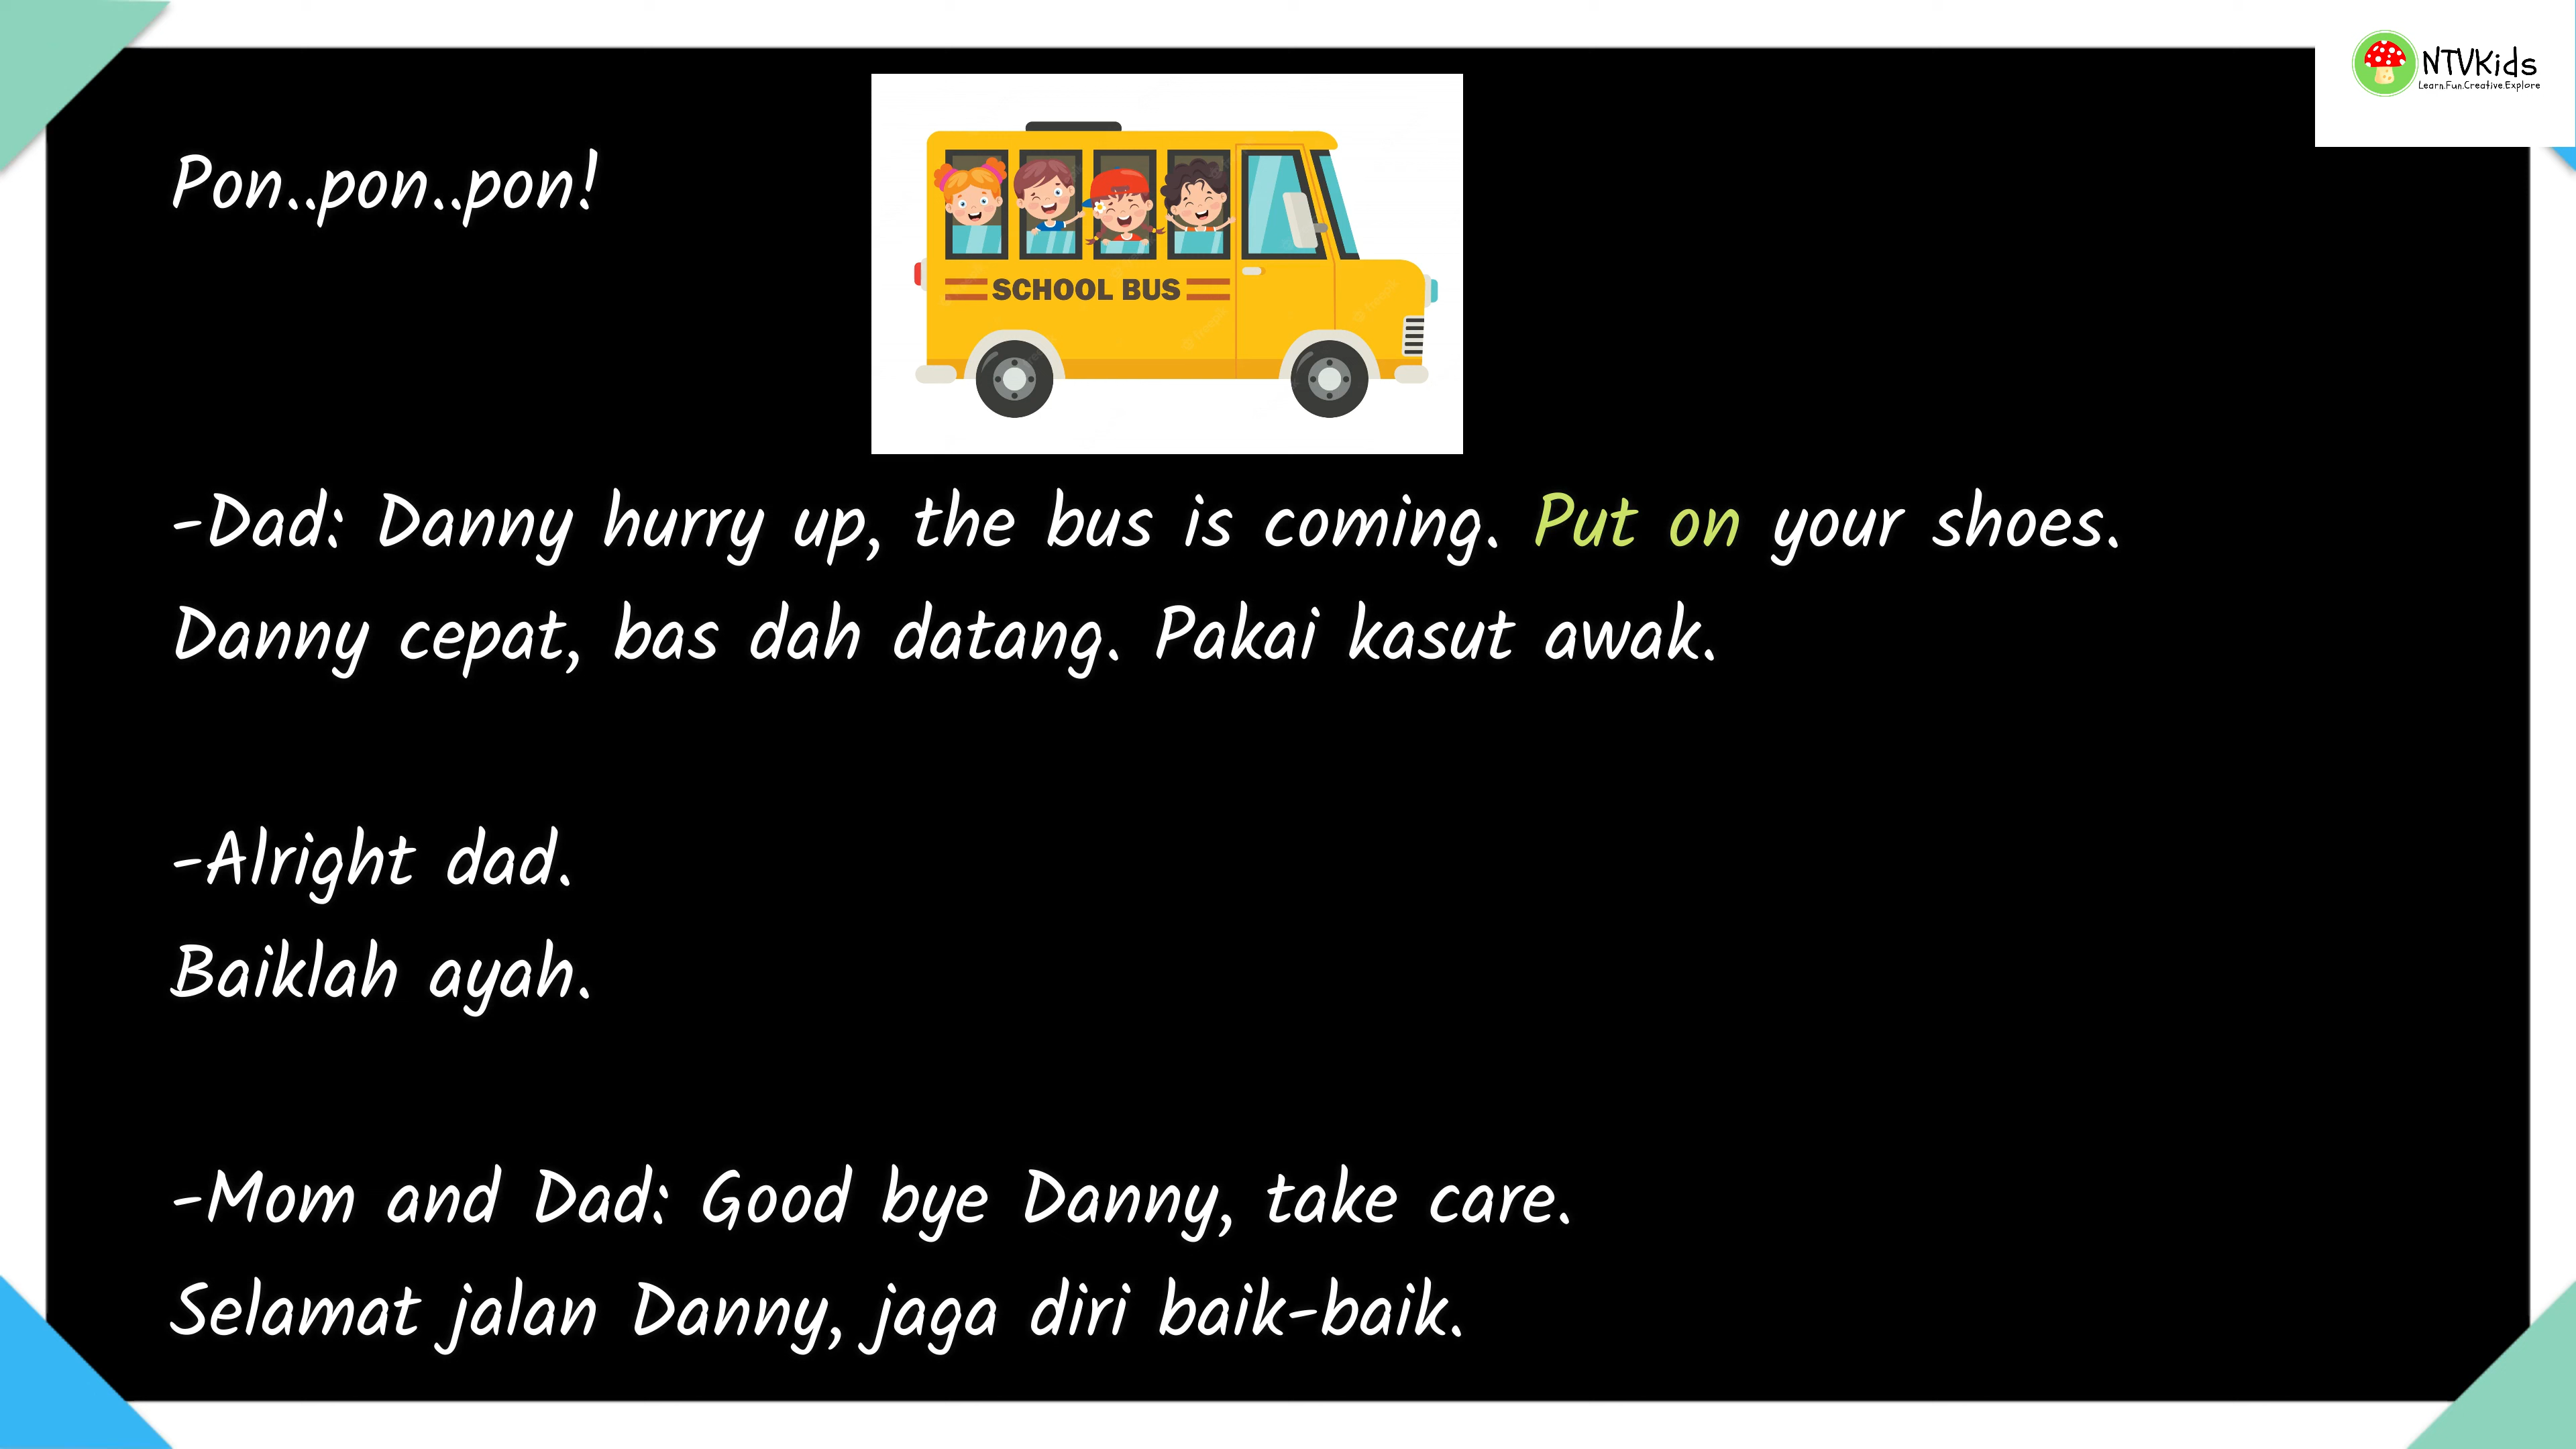 NTVKids
Learn.Fun.Creative.Explore
Pon..pon..pon!
SCHOOL BUS
-Dad: Danny hurry up, the bus is coming. Put on your shoes.
Danny cepat, bas dah datang. Pakai kasut awak.
-Alright dad.
Baiklah ayah.
-Mom and Dad: Good bye Danny, take care.
Selamat jalan Danny, jaga diri baik-baik.